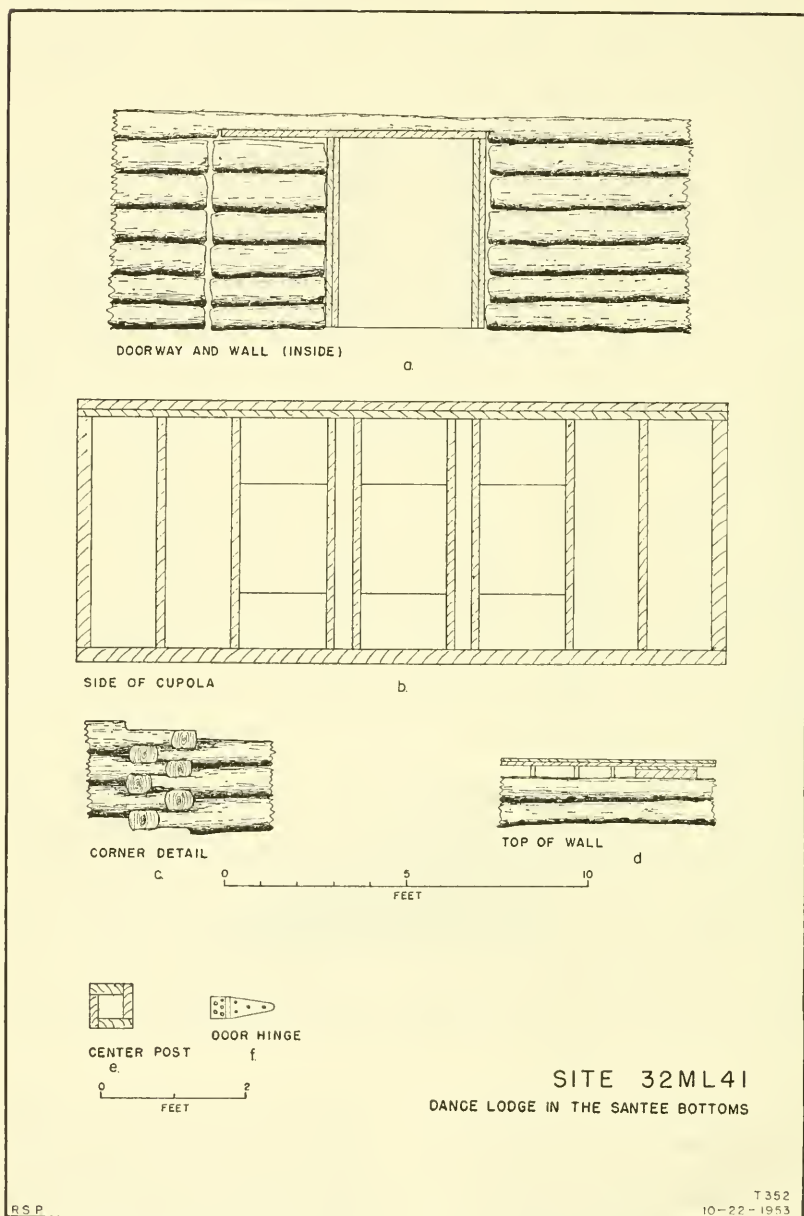 DOORWAY AND WALL (INSIDE)
a.
SIDE OF CUPOLA
b.
CORNER DETAIL
c.
TOP OF WALL
d
0 5 10
FEET
CENTER POST
e.
DOOR HINGE
f.
0 2
FEET
SITE 32ML41
DANCE LODGE IN THE SANTEE BOTTOMS
R S P
T 352
10-22-1953